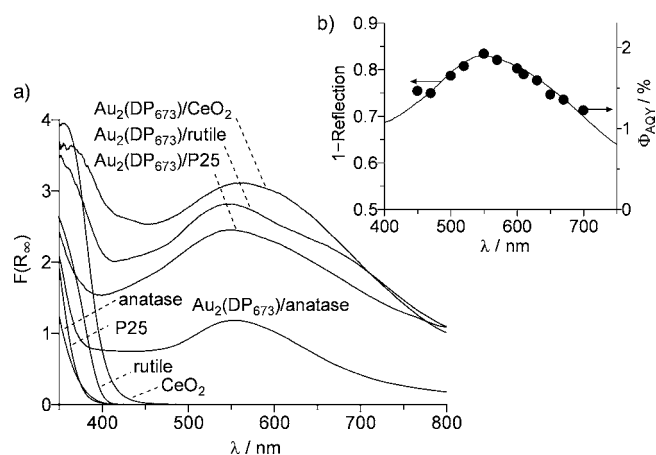 b)
0.9
0.8
0.7
0.6
0.5
1−Reflection
2
1
0
Φ_AQY / %
400
500
600
700
λ / nm
a)
Au₂(DP₆₇₃)/CeO₂
Au₂(DP₆₇₃)/rutile
Au₂(DP₆₇₃)/P25
4
3
2
1
0
F(R∞)
Au₂(DP₆₇₃)/anatase
anatase
P25
rutile
CeO₂
400
500
600
700
800
λ / nm